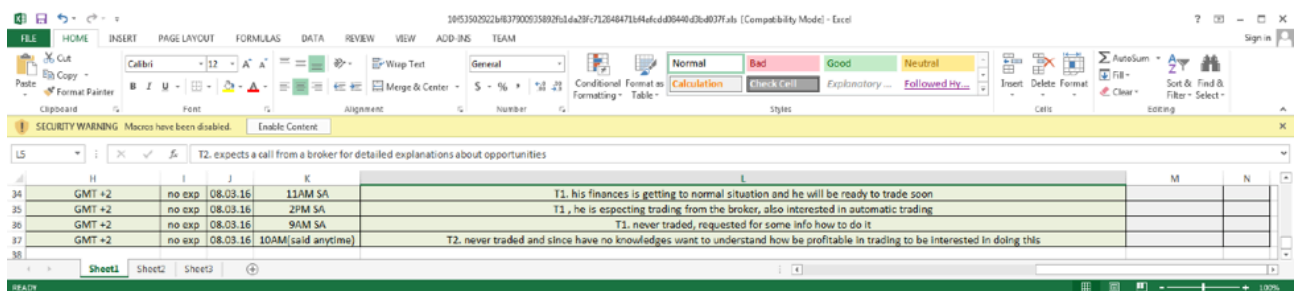 10f53502922bf837900935892fb1da28fc712848471bf4efcdd08440d3bd037f.xls [Compatibility Mode] - Excel
FILE HOME INSERT PAGE LAYOUT FORMULAS DATA REVIEW VIEW ADD-INS TEAM Sign in
Cut Calibri 12 Wrap Text General Normal Bad Good Neutral AutoSum
Paste Copy Merge & Center Conditional Formatting Format as Table Calculation Check Cell Explanatory ... Followed Hy... Insert Delete Format Fill Sort & Filter Find & Select
Format Painter Clear
Clipboard Font Alignment Number Styles Cells Editing
SECURITY WARNING Macros have been disabled. Enable Content
L5 fx T2. expects a call from a broker for detailed explanations about opportunities
H I J K L M N
34 GMT +2 no exp 08.03.16 11AM SA T1. his finances is getting to normal situation and he will be ready to trade soon
35 GMT +2 no exp 08.03.16 2PM SA T1 , he is especting trading from the broker, also interested in automatic trading
36 GMT +2 no exp 08.03.16 9AM SA T1. never traded, requested for some info how to do it
37 GMT +2 no exp 08.03.16 10AM(said anytime) T2. never traded and since have no knowledges want to understand how be profitable in trading to be interested in doing this
38
Sheet1 Sheet2 Sheet3
READY 100%